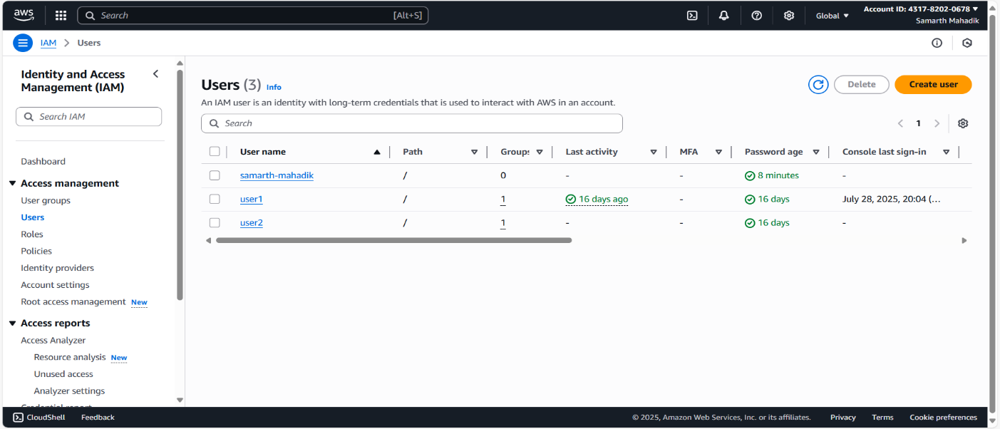 aws
Search [Alt+S]
Global
Account ID: 4317-8202-0678
Samarth Mahadik
IAM Users
Identity and Access
Management (IAM)
Search IAM
Dashboard
Access management
User groups
Users
Roles
Policies
Identity providers
Account settings
Root access management New
Access reports
Access Analyzer
Resource analysis New
Unused access
Analyzer settings
Credential report
Users (3) Info
Delete
Create user
An IAM user is an identity with long-term credentials that is used to interact with AWS in an account.
Search
1
User name Path Groups Last activity MFA Password age Console last sign-in
samarth-mahadik / 0 - - 8 minutes -
user1 / 1 16 days ago - 16 days July 28, 2025, 20:04 (...
user2 / 1 - - 16 days -
CloudShell Feedback © 2025, Amazon Web Services, Inc. or its affiliates. Privacy Terms Cookie preferences